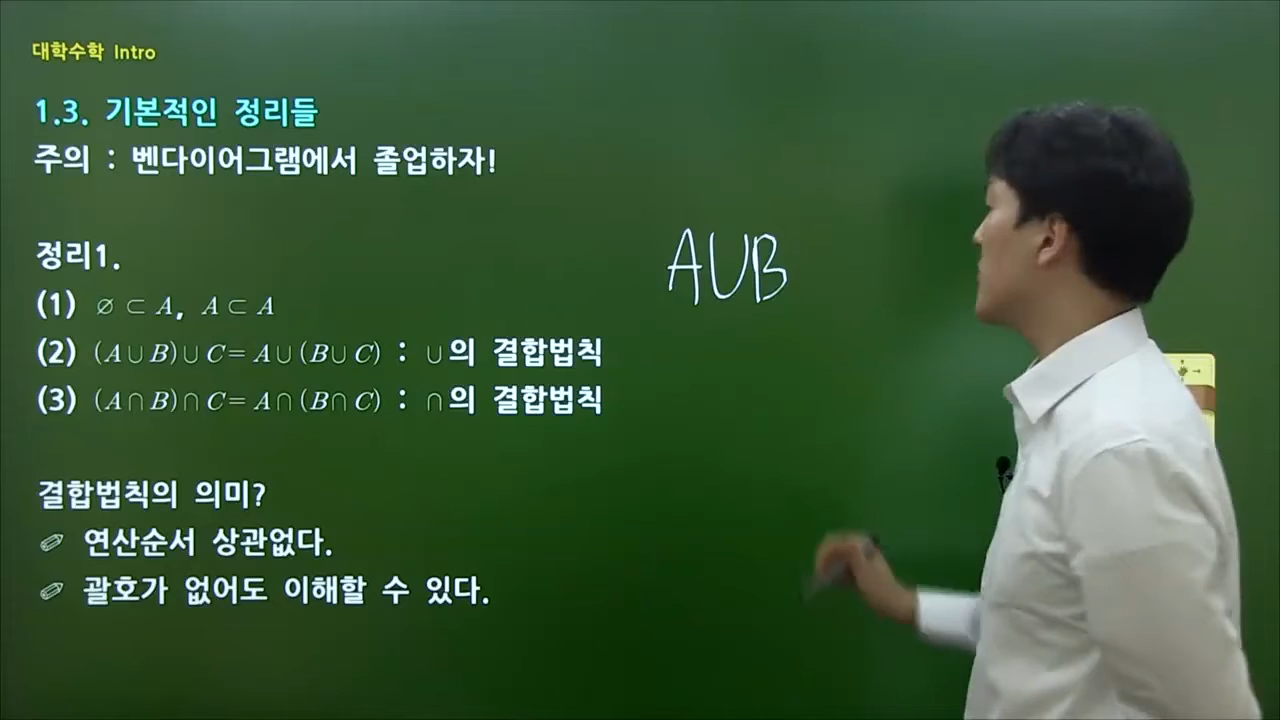 대학수학 Intro
1.3. 기본적인 정리들
주의 : 벤다이어그램에서 졸업하자!
정리1.
(1) ∅ ⊂ A, A ⊂ A
(2) (A∪B)∪C=A∪(B∪C) : ∪의 결합법칙
(3) (A∩B)∩C=A∩(B∩C) : ∩의 결합법칙
결합법칙의 의미?
연산순서 상관없다.
괄호가 없어도 이해할 수 있다.
A∪B